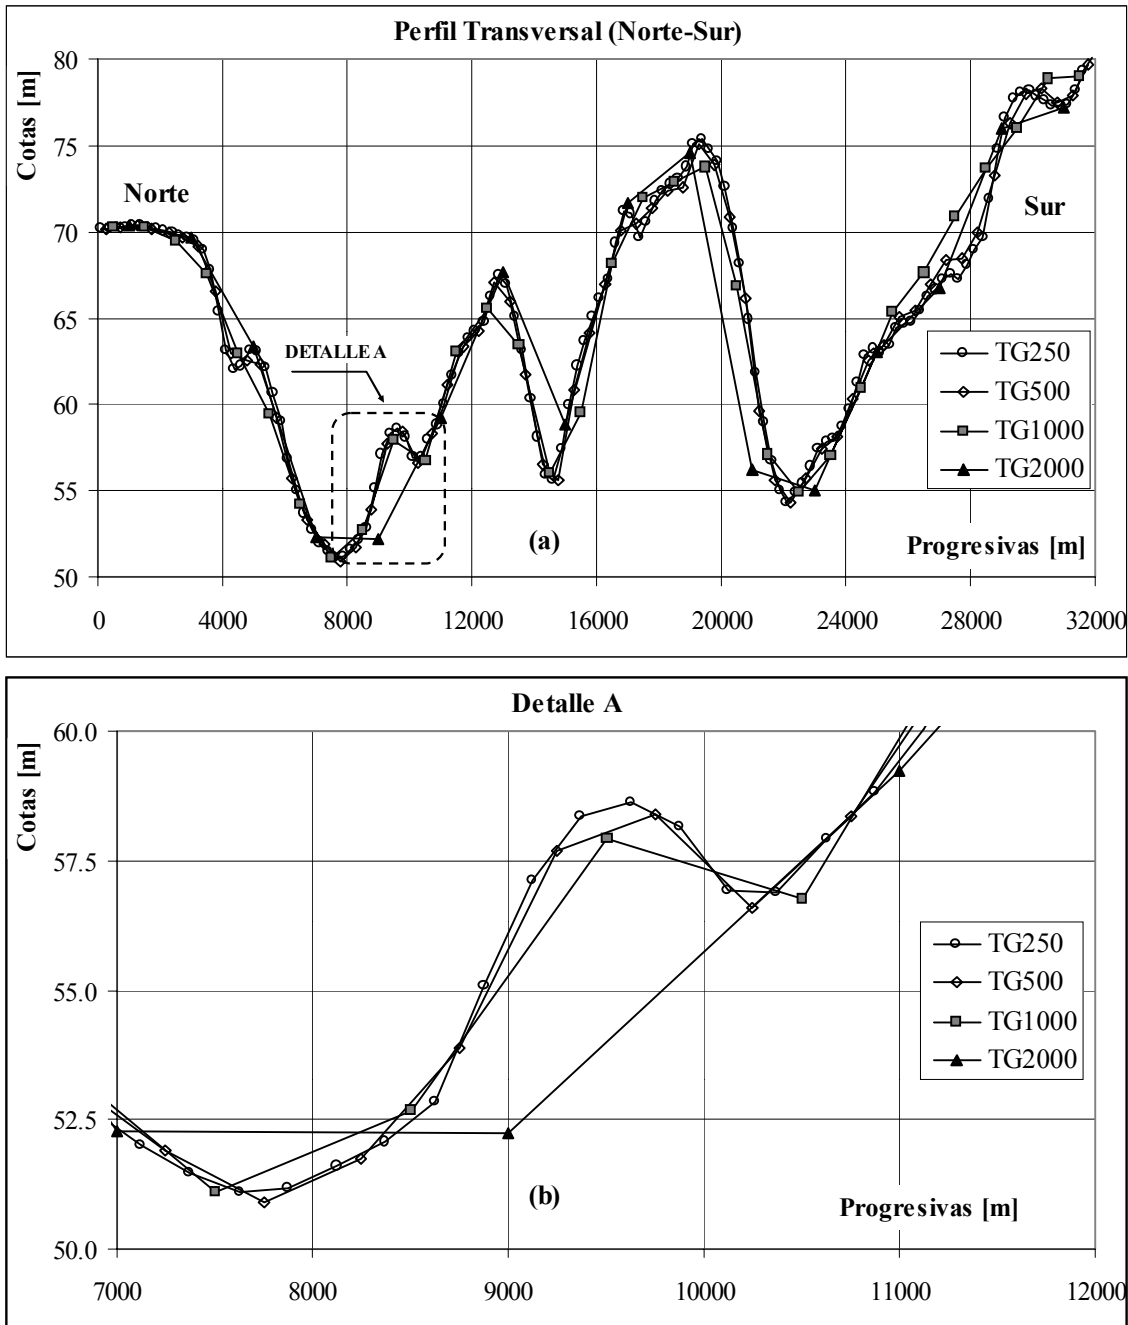 Perfil Transversal (Norte-Sur)
Cotas [m]
80
75
70
65
60
55
50
Norte
Sur
DETALLE A
TG250
TG500
TG1000
TG2000
(a)
Progresivas [m]
0 4000 8000 12000 16000 20000 24000 28000 32000
Detalle A
Cotas [m]
60.0
57.5
55.0
52.5
50.0
TG250
TG500
TG1000
TG2000
(b)
Progresivas [m]
7000 8000 9000 10000 11000 12000